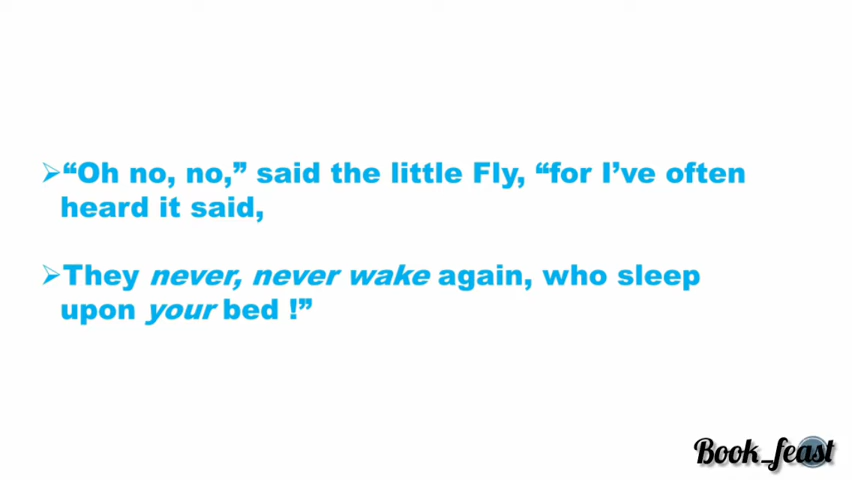 ➢“Oh no, no,” said the little Fly, “for I’ve often
heard it said,
➢They never, never wake again, who sleep
upon your bed !”
Book_feast